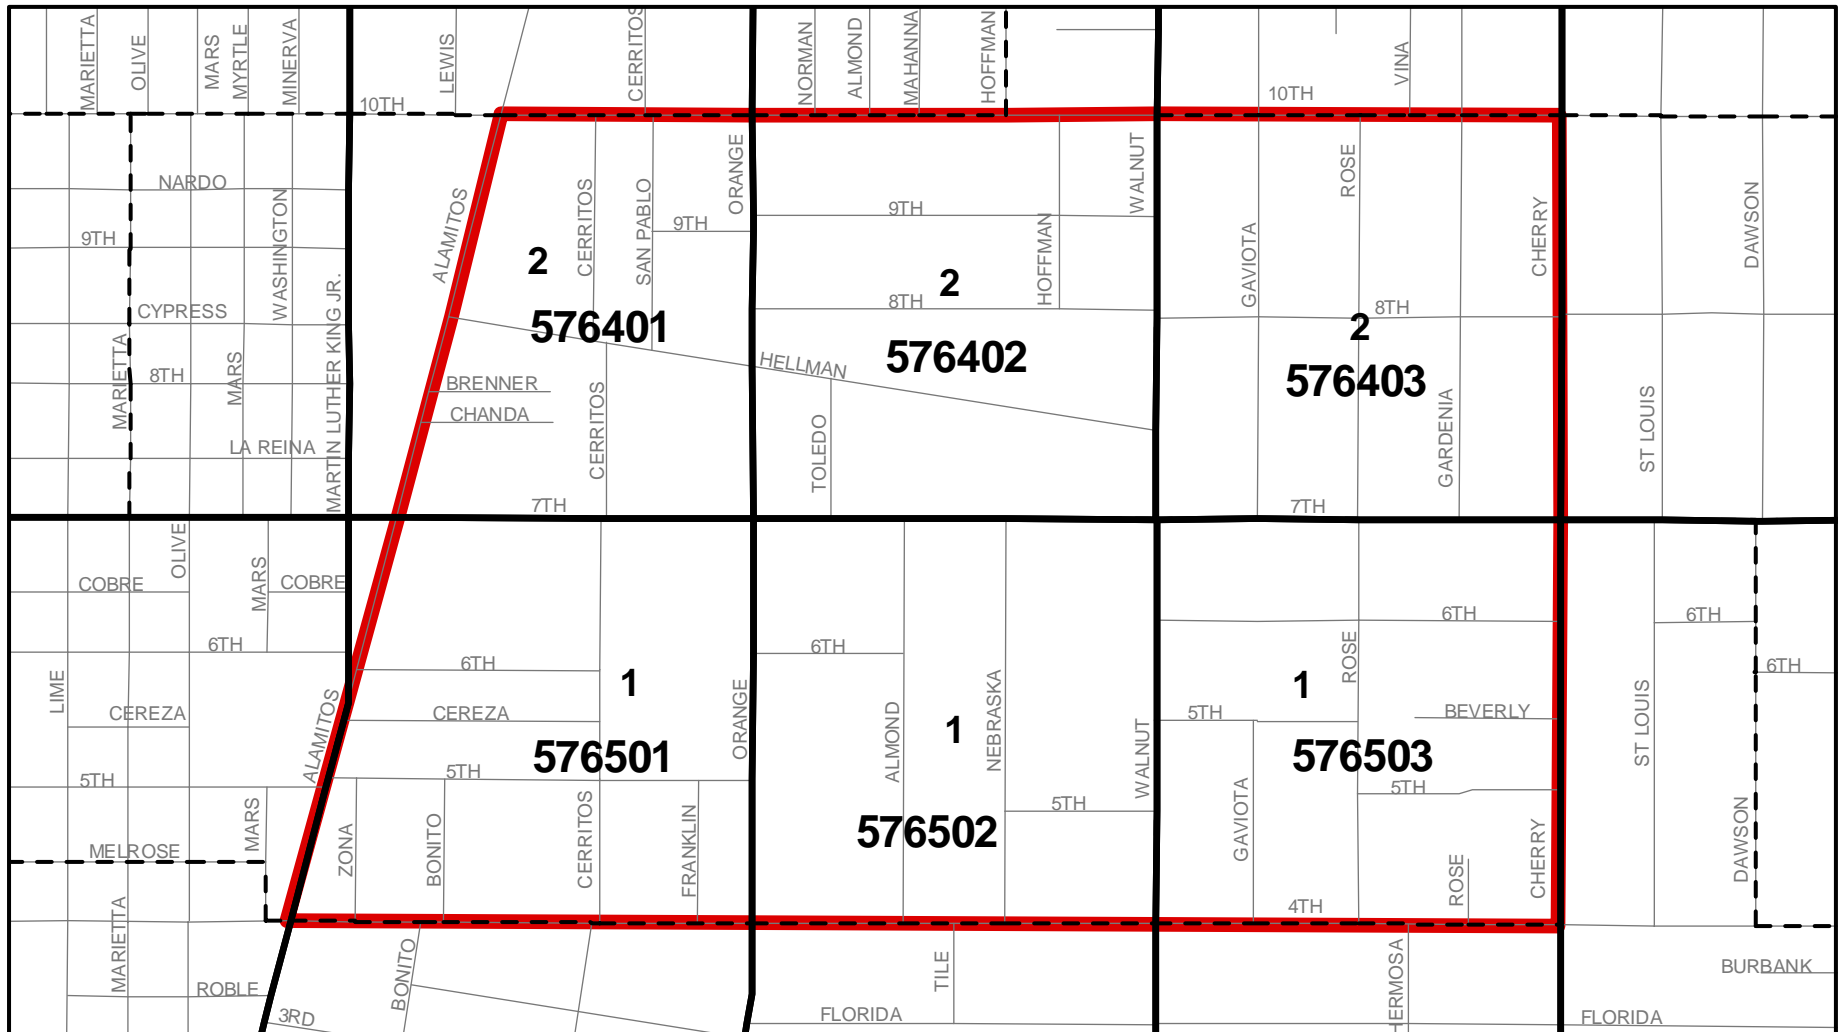 MARIETTA
OLIVE
MARS
MYRTLE
MINERVA
LEWIS
CERRITOS
NORMAN
ALMOND
MAHANNA
HOFFMAN
VINA
10TH
10TH
NARDO
9TH
WASHINGTON
CYPRESS
MARIETTA
8TH
MARS
LA REINA
MARTIN LUTHER KING JR.
ALAMITOS
2
576401
CERRITOS
SAN PABLO
ORANGE
9TH
BRENNER
CHANDA
CERRITOS
7TH
HELLMAN
TOLEDO
9TH
8TH
2
576402
HOFFMAN
WALNUT
GAVIOTA
ROSE
CHERRY
8TH
2
576403
GARDENIA
7TH
ST LOUIS
DAWSON
COBRE
OLIVE
MARS
COBRE
6TH
LIME
CEREZA
ALAMITOS
5TH
MARS
MELROSE
MARIETTA
ROBLE
3RD
6TH
CEREZA
1
576501
5TH
ZONA
BONITO
CERRITOS
FRANKLIN
ORANGE
BONITO
6TH
ALMOND
NEBRASKA
1
576502
5TH
WALNUT
TILE
FLORIDA
6TH
ROSE
1
5TH
BEVERLY
576503
5TH
GAVIOTA
ROSE
CHERRY
4TH
HERMOSA
6TH
6TH
ST LOUIS
DAWSON
BURBANK
FLORIDA